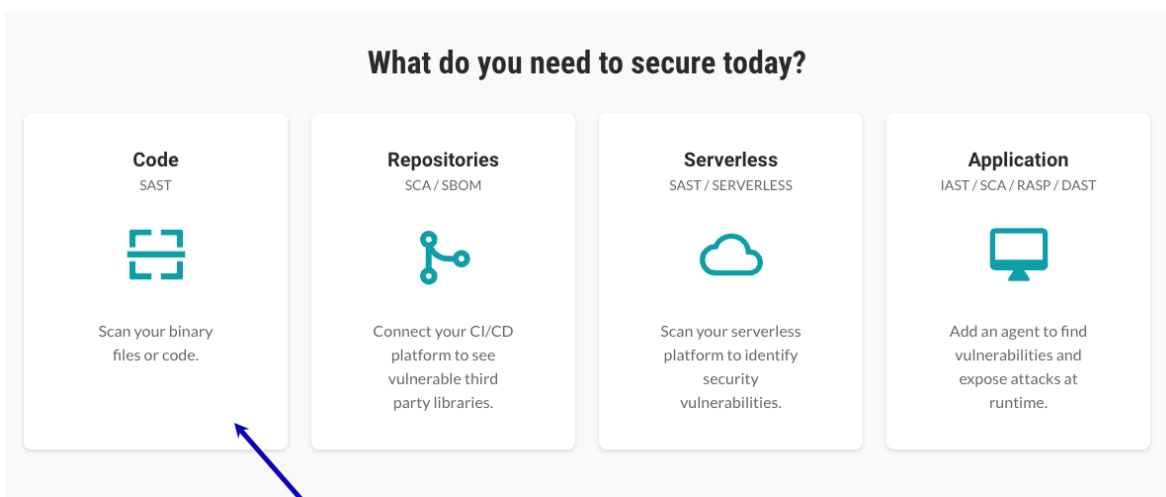 What do you need to secure today?
Code
SAST
Scan your binary
files or code.
Repositories
SCA / SBOM
Connect your CI/CD
platform to see
vulnerable third
party libraries.
Serverless
SAST / SERVERLESS
Scan your serverless
platform to identify
security
vulnerabilities.
Application
IAST / SCA / RASP / DAST
Add an agent to find
vulnerabilities and
expose attacks at
runtime.